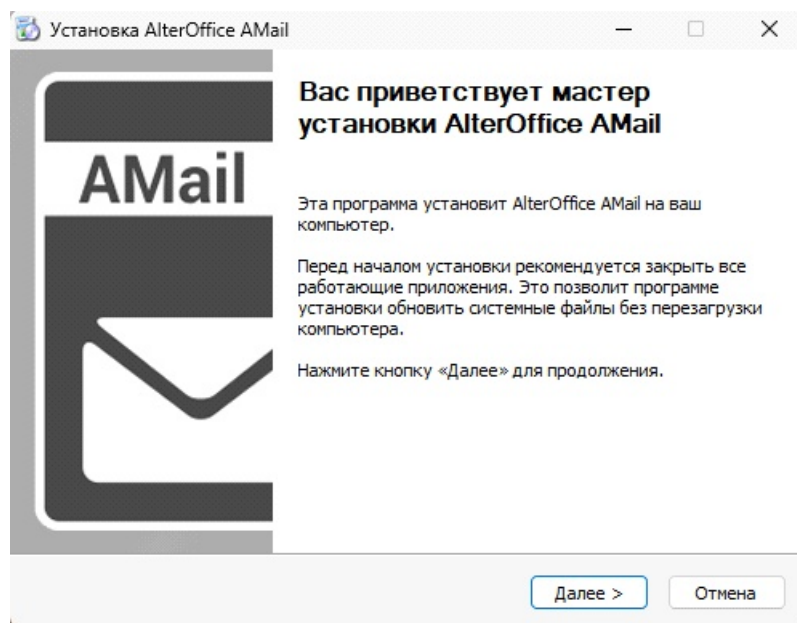 Установка AlterOffice AMail
AMail
Вас приветствует мастер
установки AlterOffice AMail
Эта программа установит AlterOffice AMail на ваш
компьютер.
Перед началом установки рекомендуется закрыть все
работающие приложения. Это позволит программе
установки обновить системные файлы без перезагрузки
компьютера.
Нажмите кнопку «Далее» для продолжения.
Далее >
Отмена